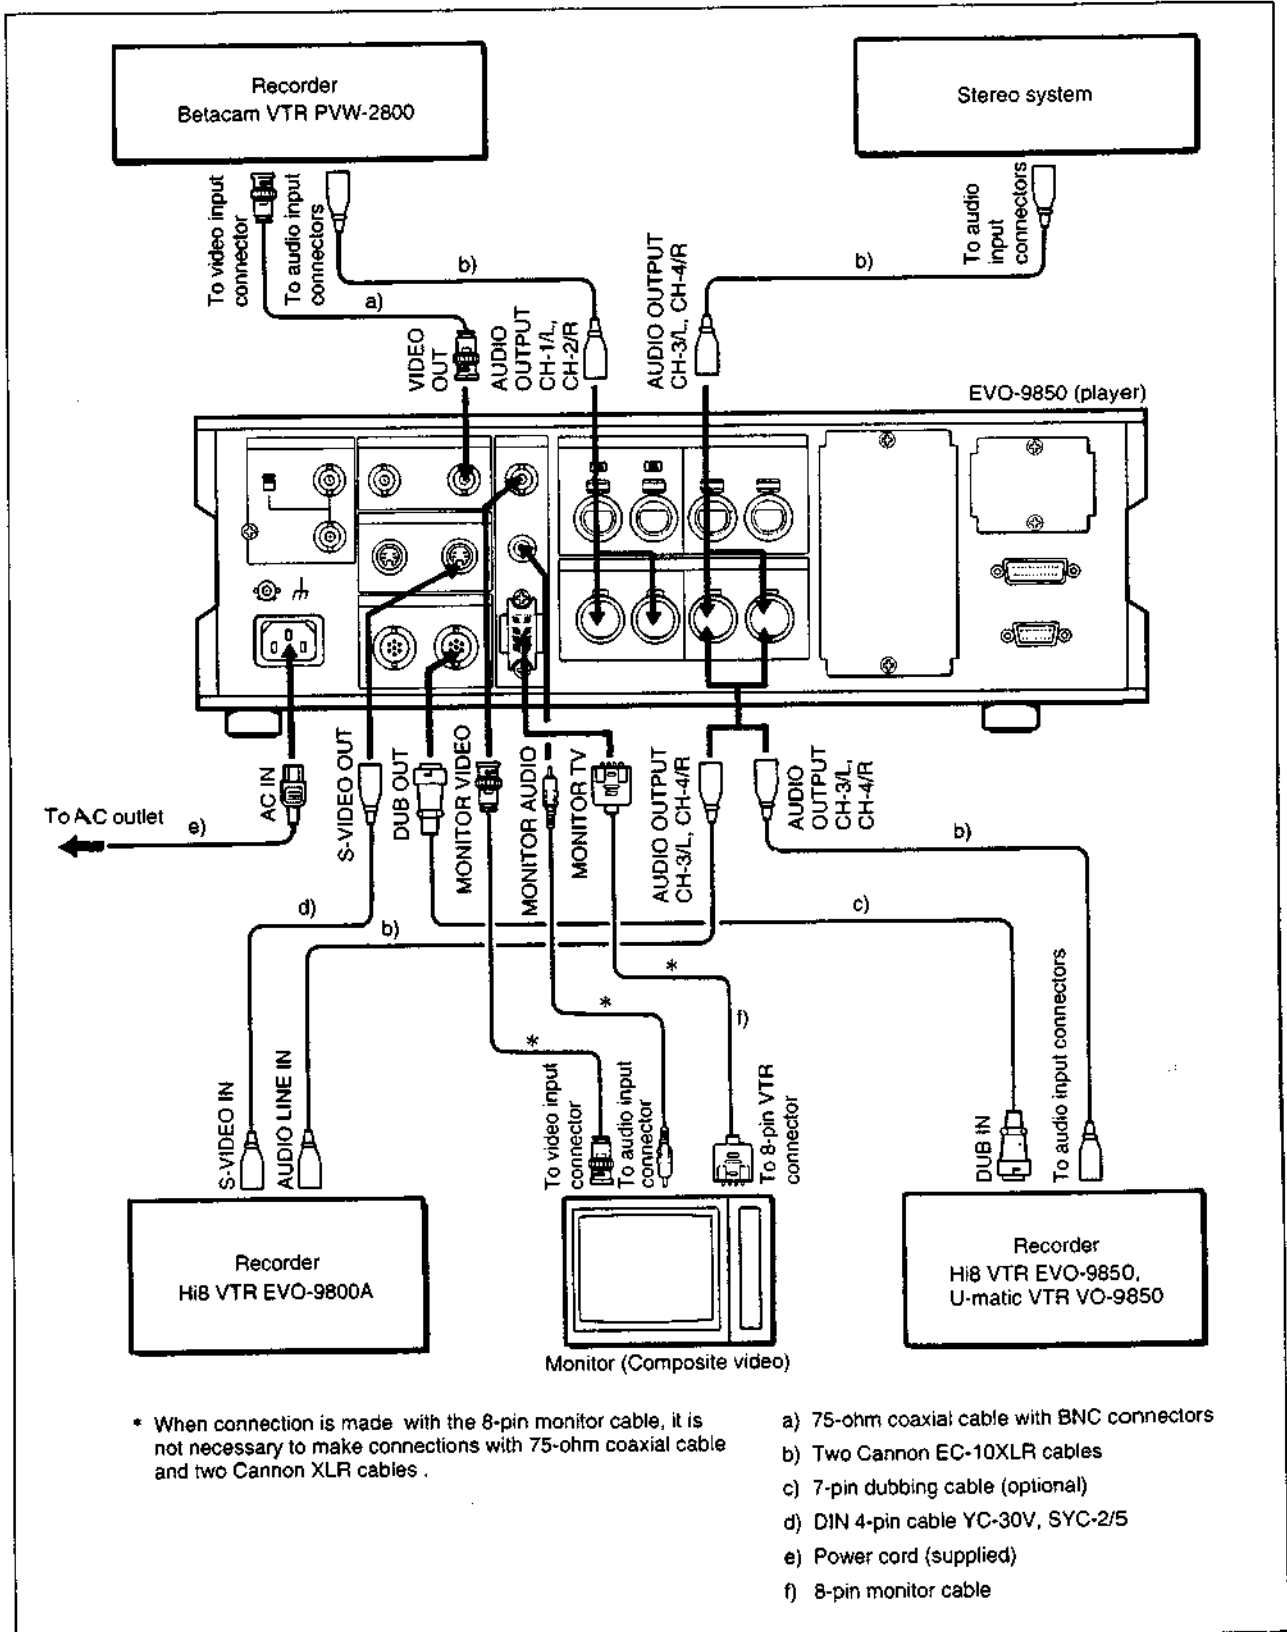 Recorder
Betacam VTR PVW-2800
Stereo system
To video input
connector
To audio input
connectors
To audio
input
connectors
b)
a)
b)
VIDEO
OUT
AUDIO
OUTPUT
CH-1/L,
CH-2/R
AUDIO OUTPUT
CH-3/L, CH-4/R
EVO-9850 (player)
To AC outlet
e)
AC IN
S-VIDEO OUT
DUB OUT
MONITOR VIDEO
MONITOR AUDIO
MONITOR TV
AUDIO OUTPUT
CH-3/L, CH-4/R
AUDIO
OUTPUT
CH-3/L,
CH-4/R
b)
d)
b)
c)
*
*
*
f)
S-VIDEO IN
AUDIO LINE IN
To video input
connector
To audio input
connector
To 8-pin VTR
connector
DUB IN
To audio input connectors
Recorder
Hi8 VTR EVO-9800A
Monitor (Composite video)
Recorder
Hi8 VTR EVO-9850,
U-matic VTR VO-9850
* When connection is made with the 8-pin monitor cable, it is
not necessary to make connections with 75-ohm coaxial cable
and two Cannon XLR cables .
a) 75-ohm coaxial cable with BNC connectors
b) Two Cannon EC-10XLR cables
c) 7-pin dubbing cable (optional)
d) DIN 4-pin cable YC-30V, SYC-2/5
e) Power cord (supplied)
f) 8-pin monitor cable